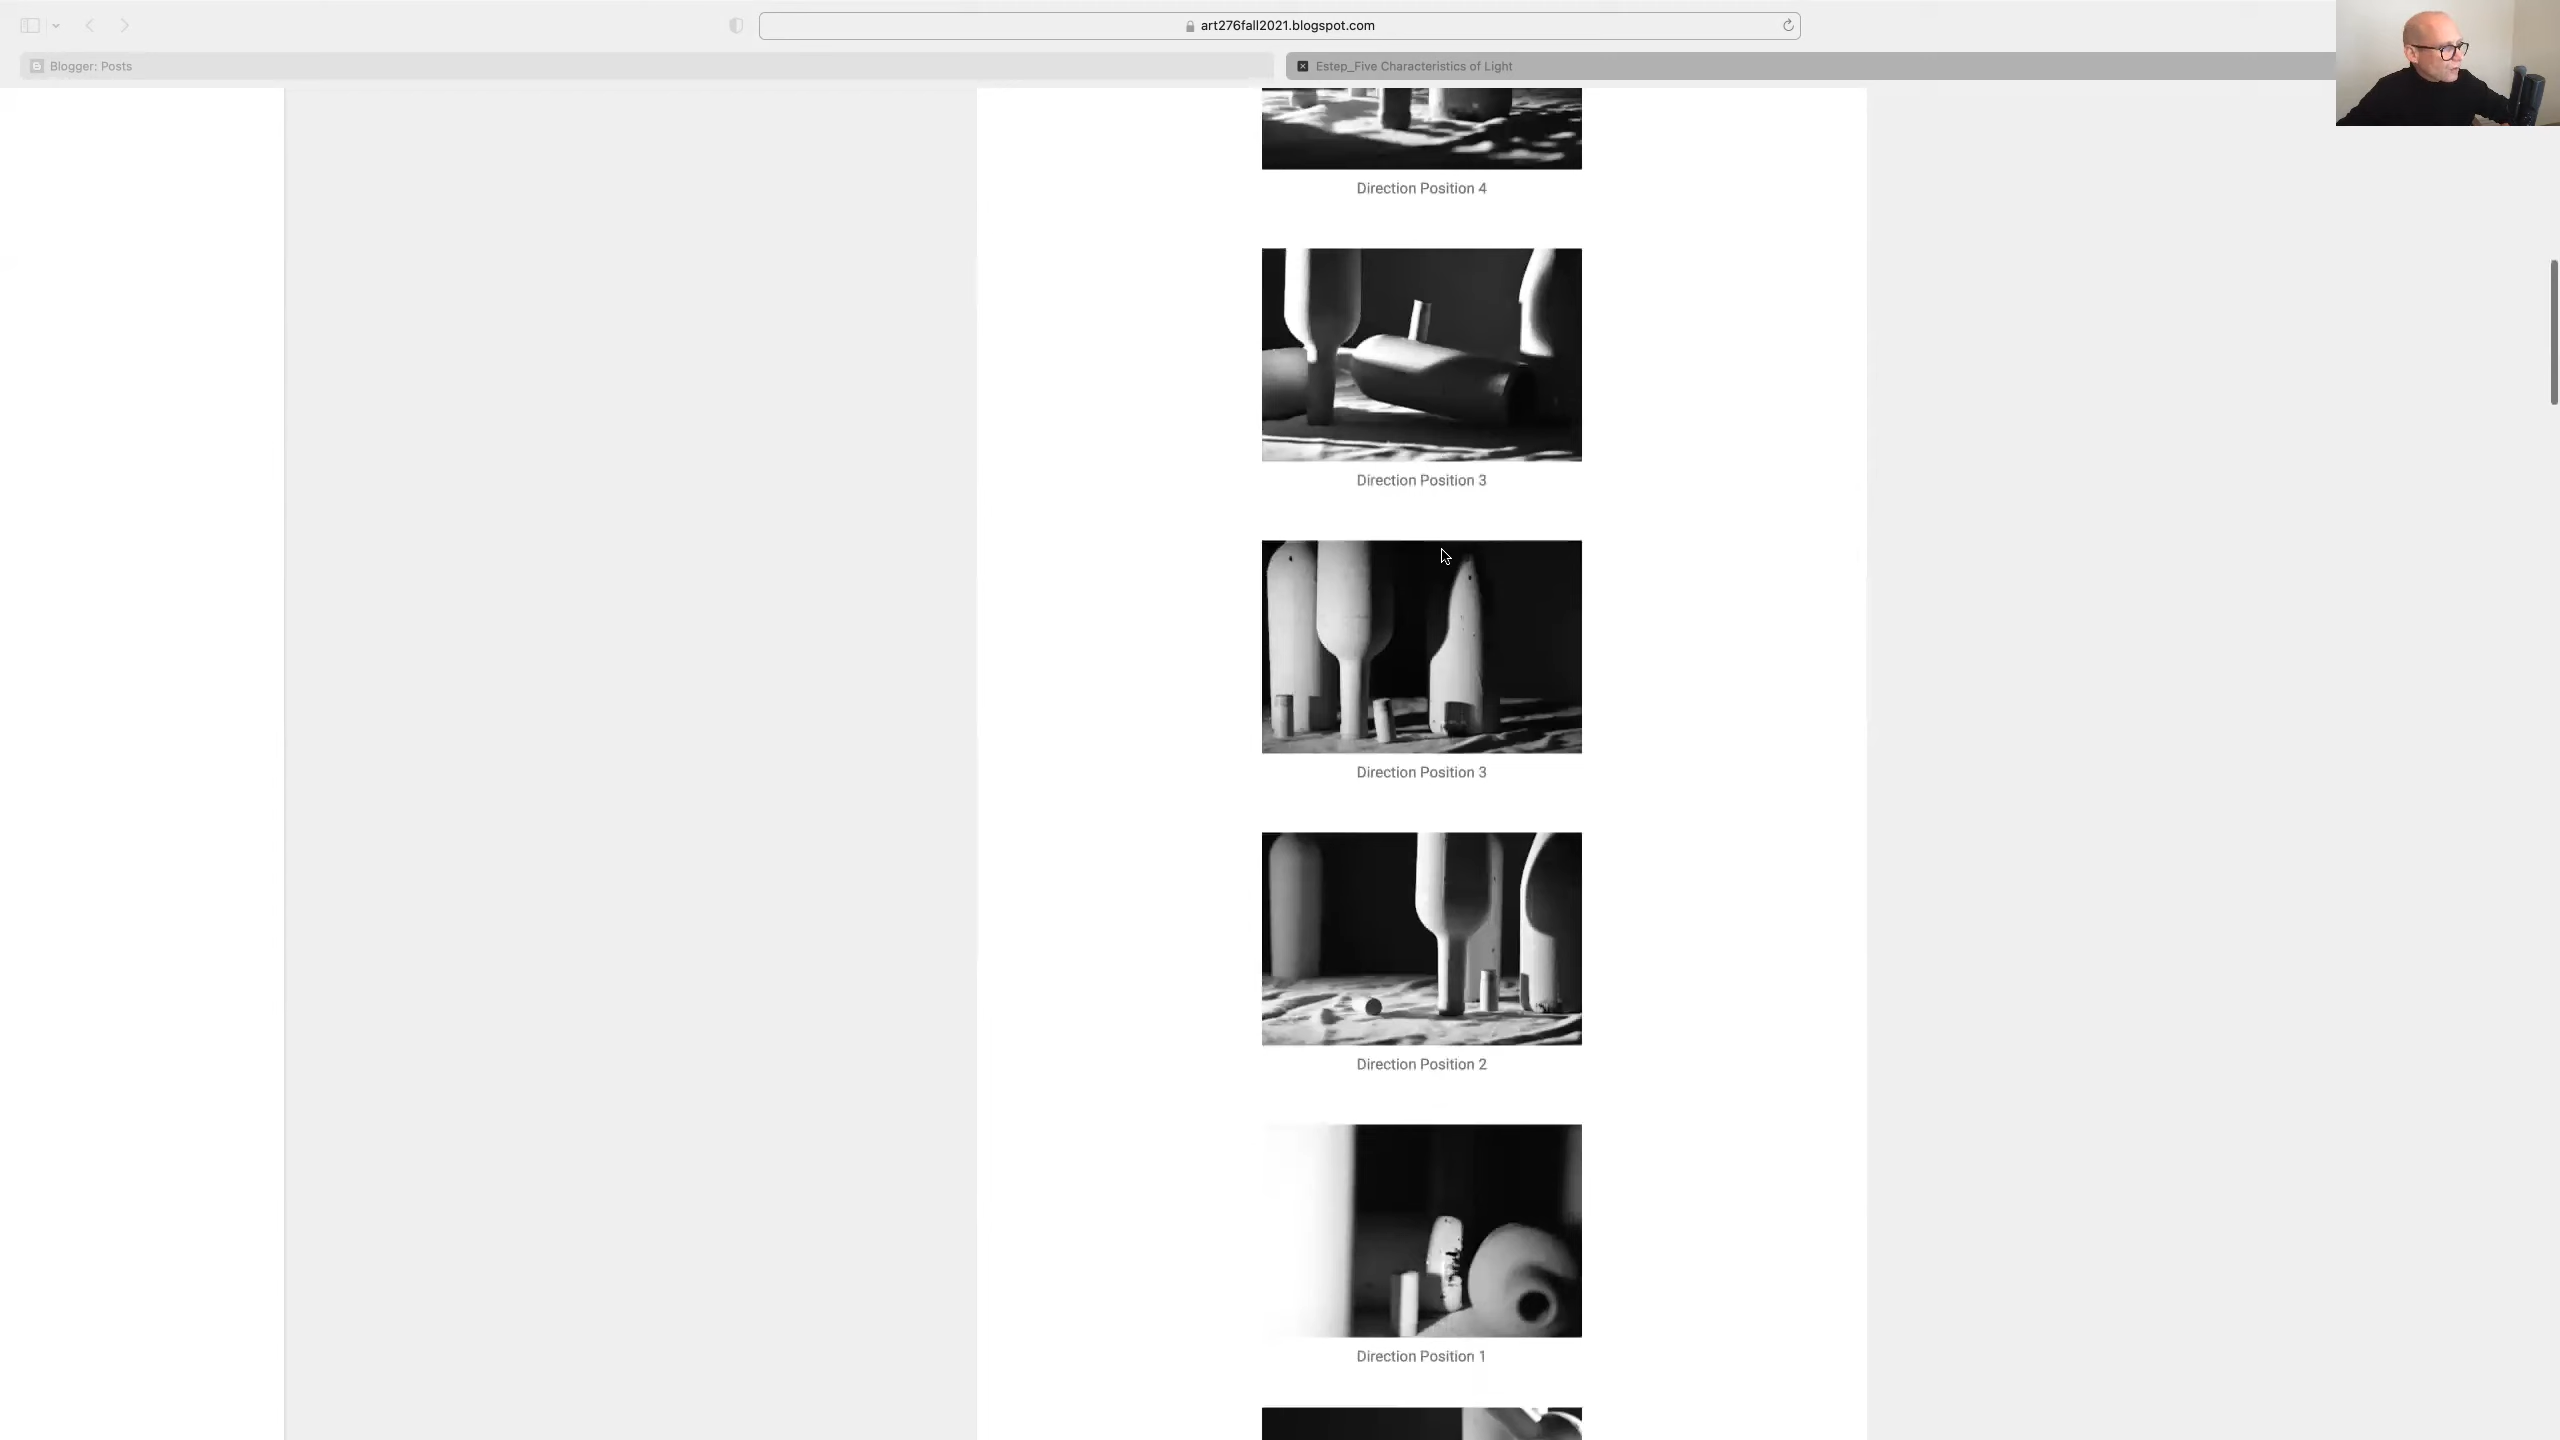 art276fall2021.blogspot.com
Blogger: Posts
Estep_Five Characteristics of Light
Direction Position 4
Direction Position 3
Direction Position 3
Direction Position 2
Direction Position 1